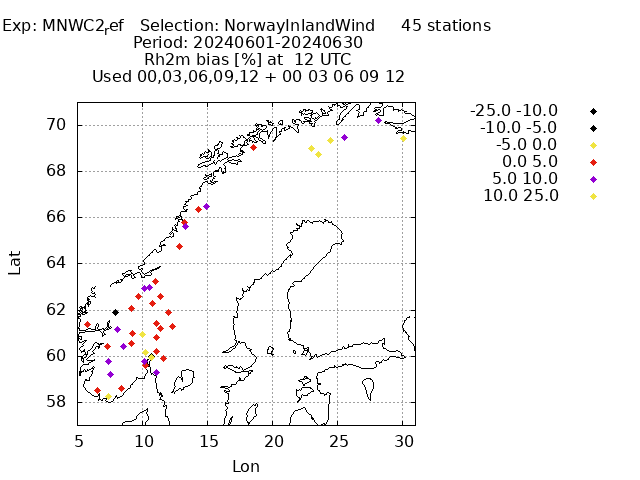 Exp: MNWC2ref   Selection: NorwayInlandWind     45 stations
Period: 20240601-20240630
Rh2m bias [%] at  12 UTC
Used 00,03,06,09,12 + 00 03 06 09 12
-25.0 -10.0
-10.0 -5.0
-5.0 0.0
0.0 5.0
5.0 10.0
10.0 25.0
70
68
66
64
62
60
58
Lat
5 10 15 20 25 30
Lon